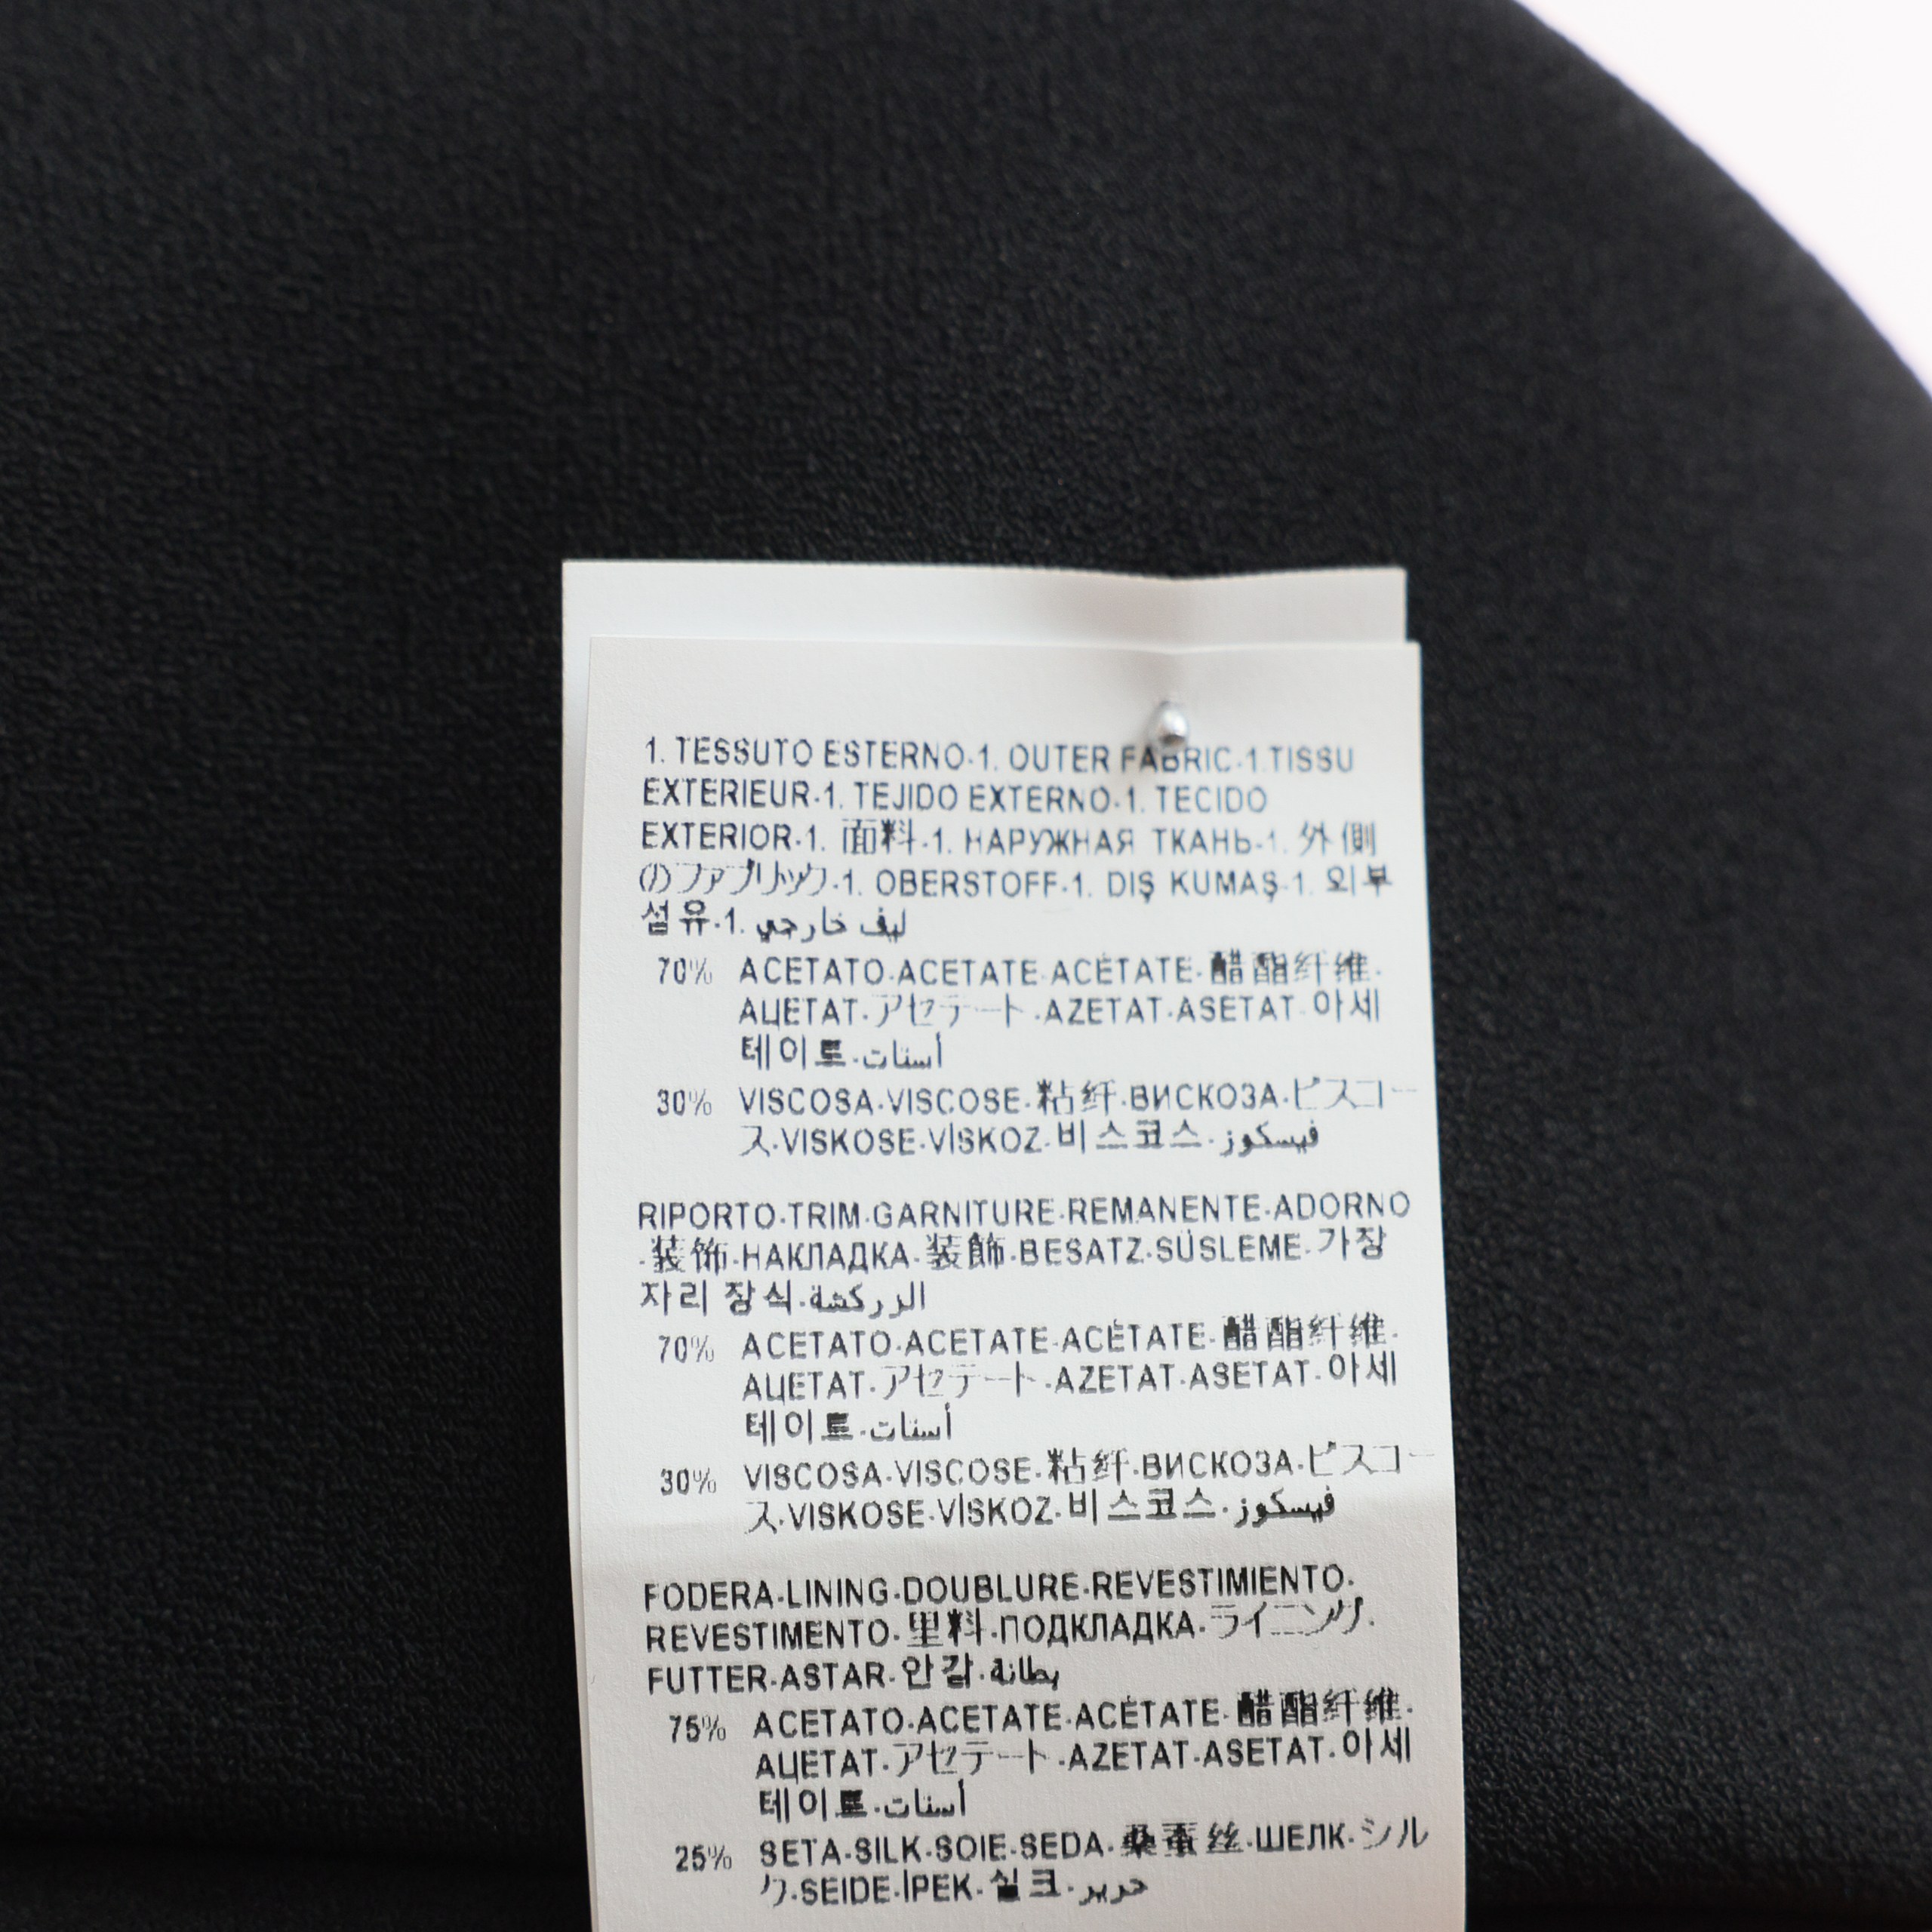 1. TESSUTO ESTERNO·1. OUTER FABRIC·1.TISSU
EXTERIEUR·1. TEJIDO EXTERNO·1. TECIDO
EXTERIOR·1. 面料·1. НАРУЖНАЯ ТКАНЬ·1. 外側
のファブリック·1. OBERSTOFF·1. DIŞ KUMAŞ·1. 외부
섬유·1. ليف خارجي
70% ACETATO·ACETATE·ACÉTATE·醋酯纤维·
АЦЕТАТ·アセテート·AZETAT·ASETAT·아세
테이트·أستات
30% VISCOSA·VISCOSE·粘纤·ВИСКОЗА·ビスコー
ス·VISKOSE·VİSKOZ·비스코스·فيسكوز
RIPORTO·TRIM·GARNITURE·REMANENTE·ADORNO
·装饰·НАКЛАДКА·装飾·BESATZ·SÜSLEME·가장
자리 장식·الزركشة
70% ACETATO·ACETATE·ACÉTATE·醋酯纤维·
АЦЕТАТ·アセテート·AZETAT·ASETAT·아세
테이트·أستات
30% VISCOSA·VISCOSE·粘纤·ВИСКОЗА·ビスコー
ス·VISKOSE·VİSKOZ·비스코스·فيسكوز
FODERA·LINING·DOUBLURE·REVESTIMIENTO·
REVESTIMENTO·里料·ПОДКЛАДКА·ライニング·
FUTTER·ASTAR·안감·بطانة
75% ACETATO·ACETATE·ACÉTATE·醋酯纤维·
АЦЕТАТ·アセテート·AZETAT·ASETAT·아세
테이트·أستات
25% SETA·SILK·SOIE·SEDA·桑蚕丝·ШЕЛК·シル
ク·SEIDE·İPEK·실크·حرير